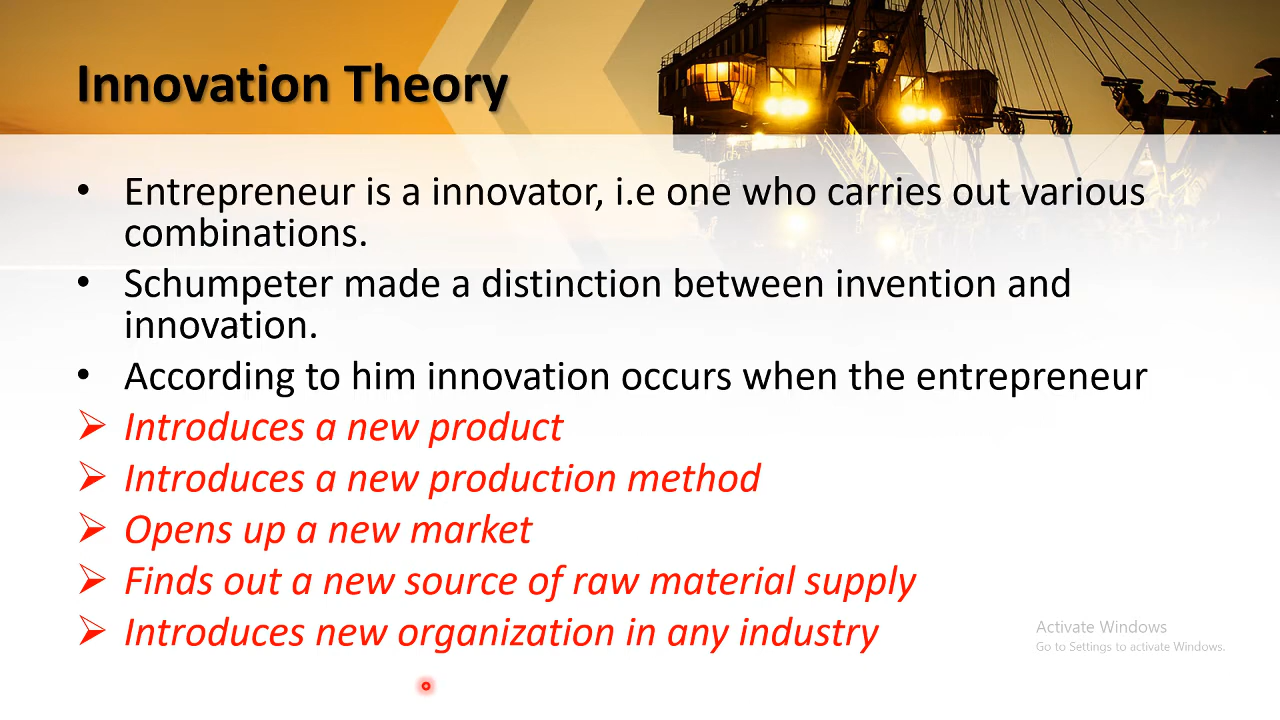 Innovation Theory
• Entrepreneur is a innovator, i.e one who carries out various
combinations.
• Schumpeter made a distinction between invention and
innovation.
• According to him innovation occurs when the entrepreneur
➢ Introduces a new product
➢ Introduces a new production method
➢ Opens up a new market
➢ Finds out a new source of raw material supply
➢ Introduces new organization in any industry
Activate Windows
Go to Settings to activate Windows.